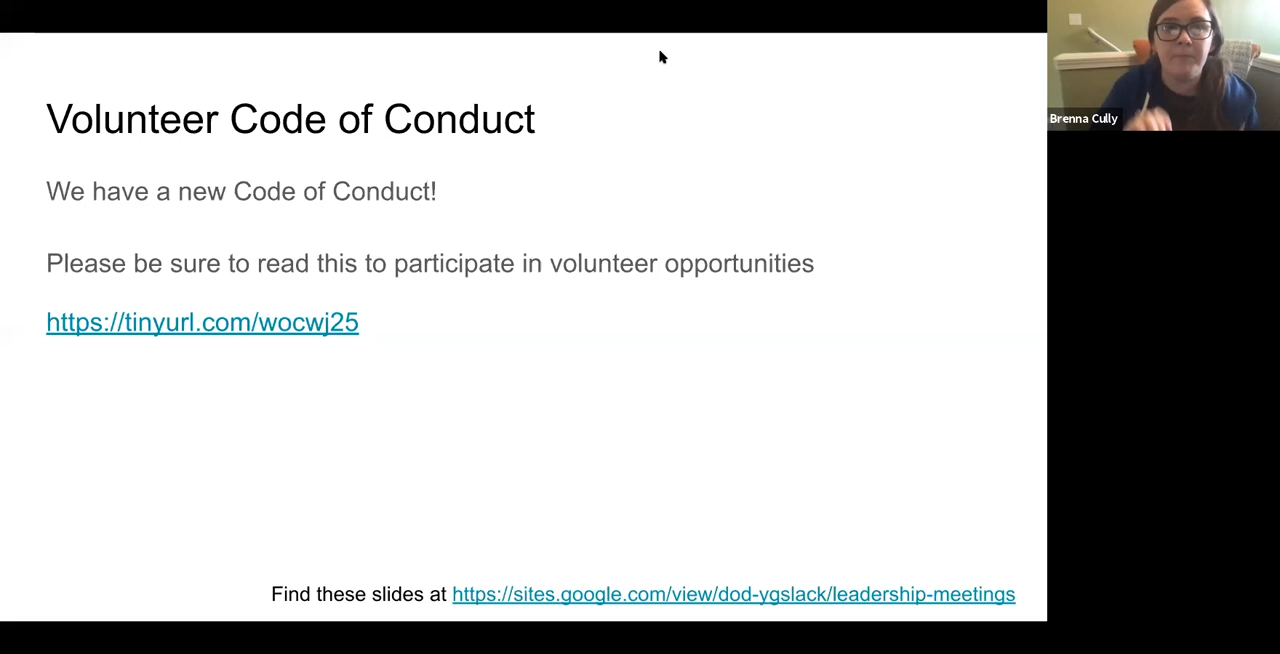 Volunteer Code of Conduct
We have a new Code of Conduct!
Please be sure to read this to participate in volunteer opportunities
https://tinyurl.com/wocwj25
Find these slides at https://sites.google.com/view/dod-ygslack/leadership-meetings
Brenna Cully